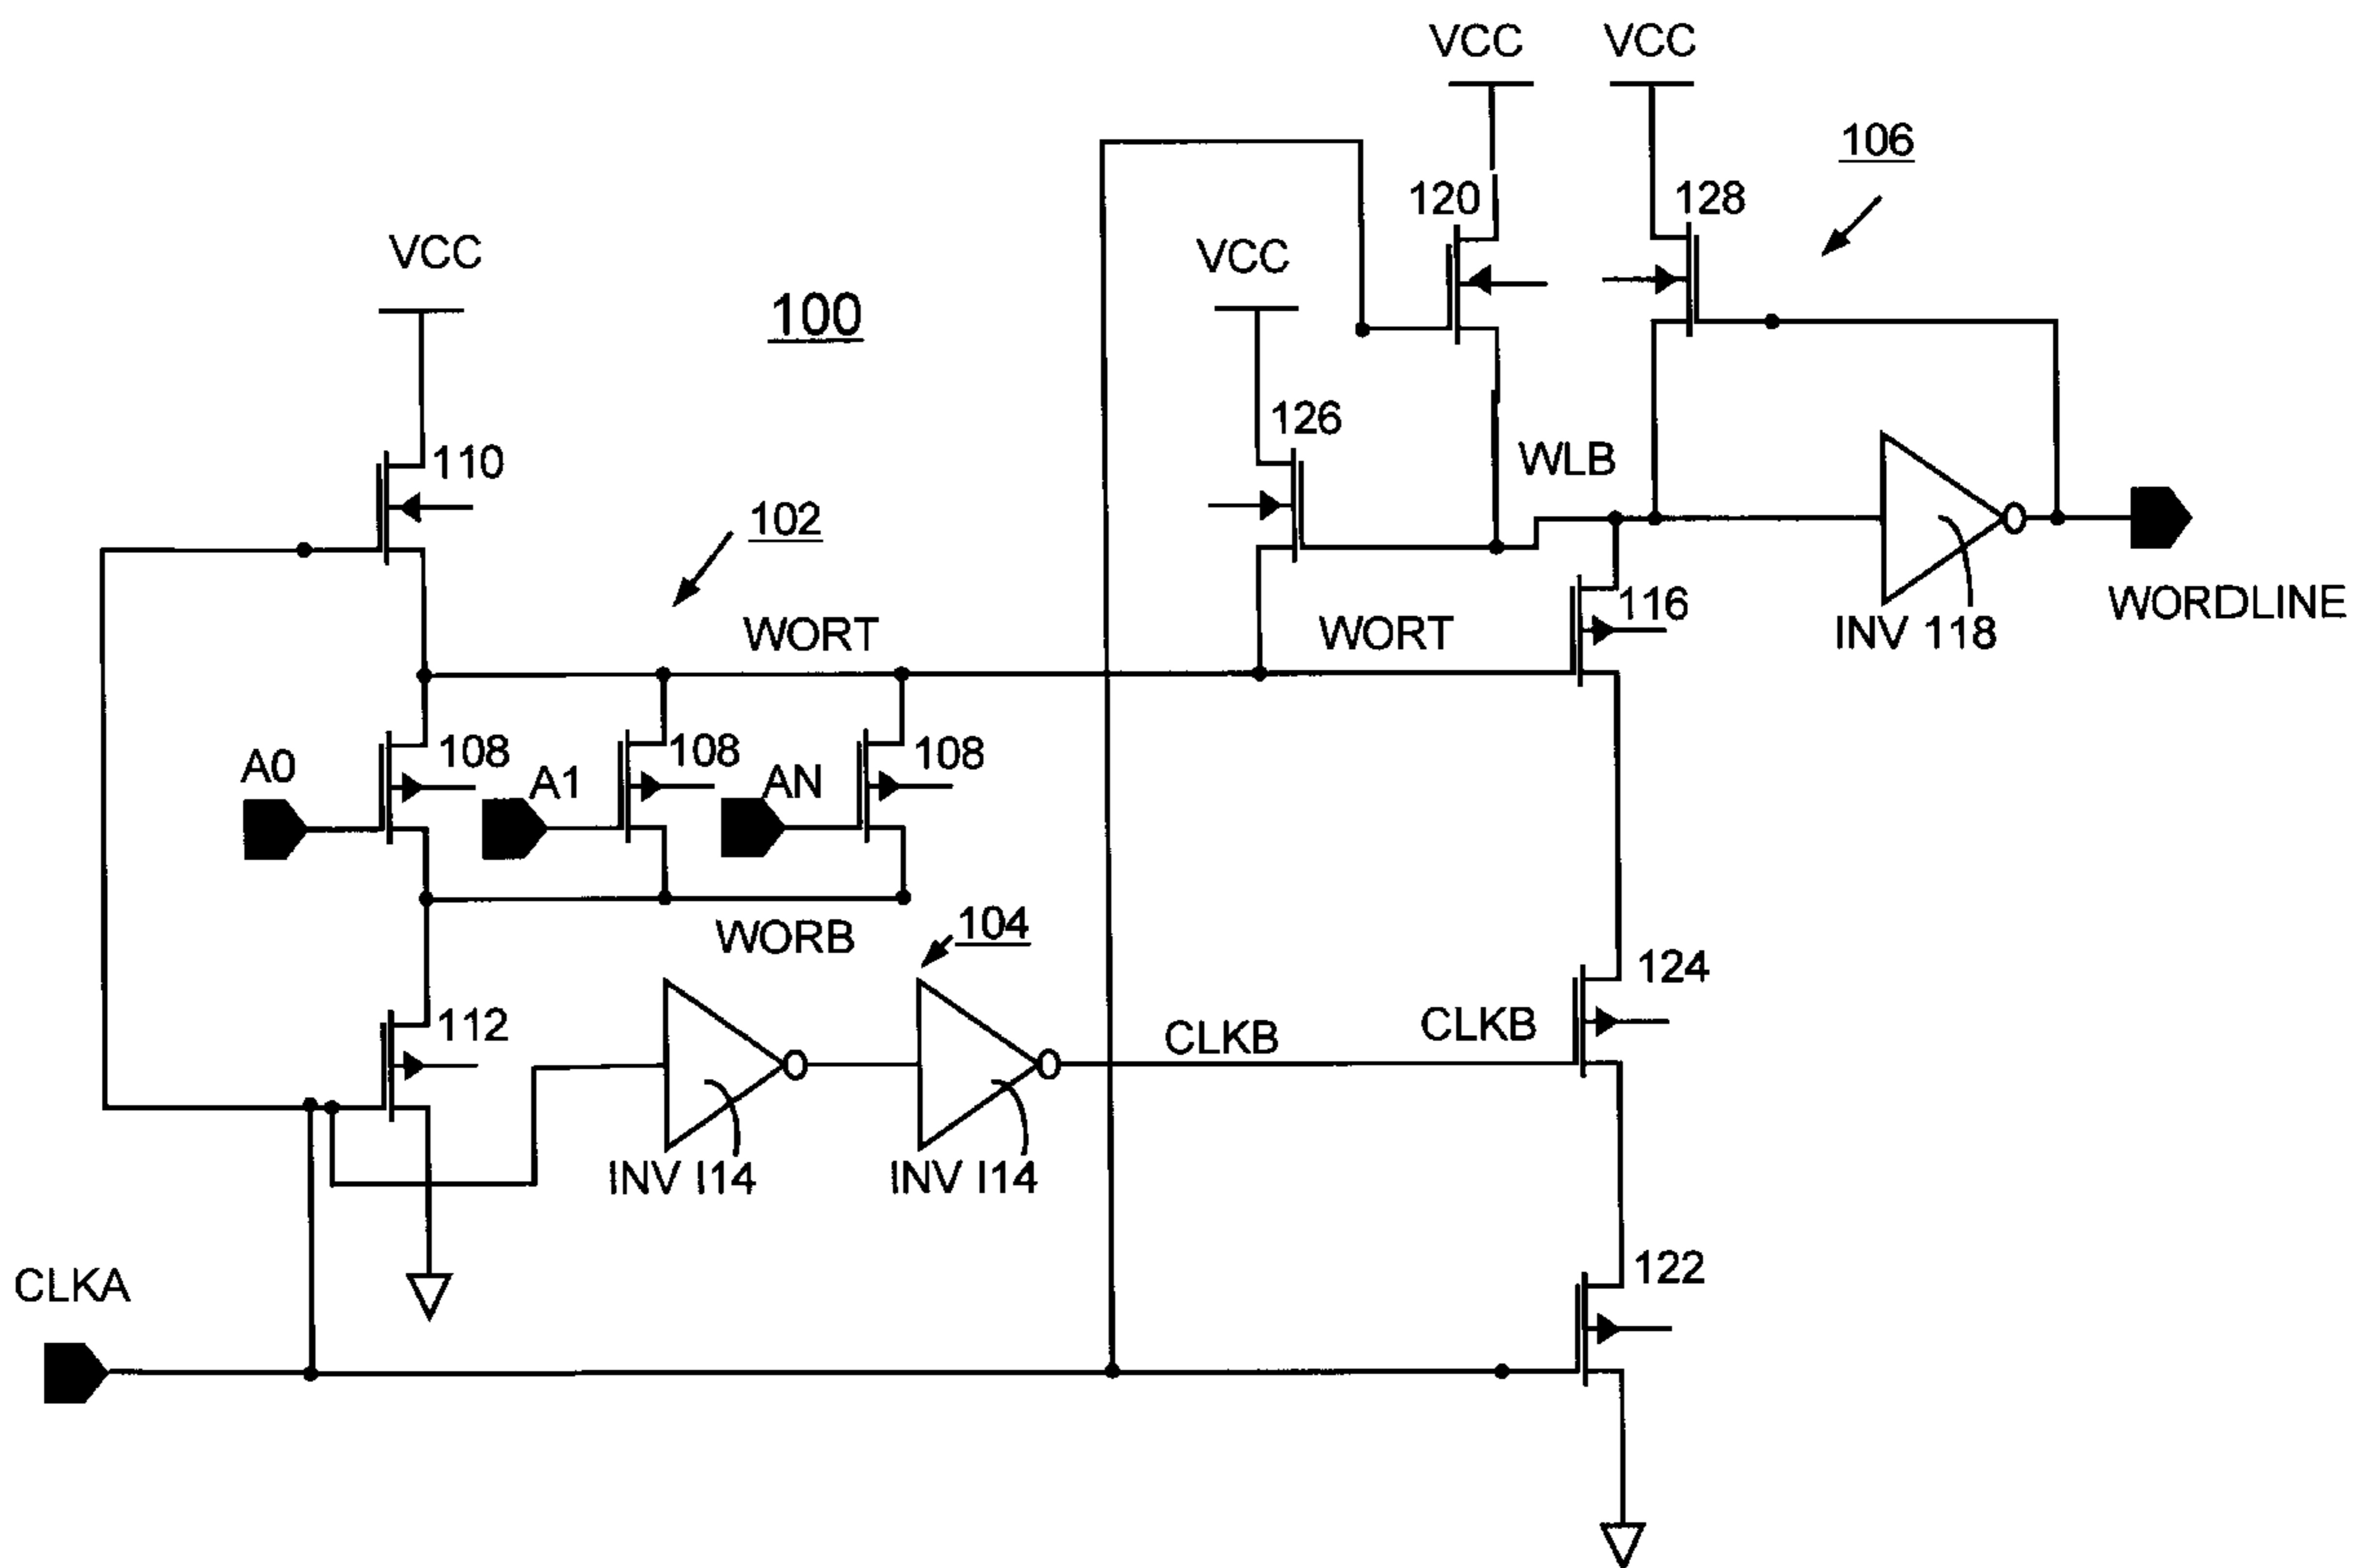 VCC
VCC
106
120
128
VCC
VCC
100
126
110
WLB
102
116
WORT
WORT
INV 118
WORDLINE
A0
108
A1
108
AN
108
WORB
104
124
112
CLKB
CLKB
INV I14
INV I14
122
CLKA